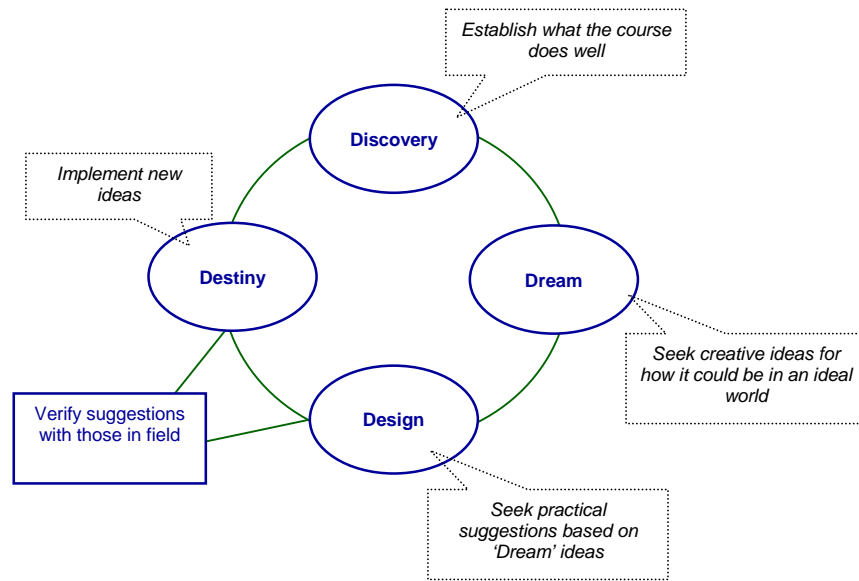 Establish what the course
does well
Discovery
Implement new
ideas
Destiny
Dream
Seek creative ideas for
how it could be in an ideal
world
Verify suggestions
with those in field
Design
Seek practical
suggestions based on
‘Dream’ ideas